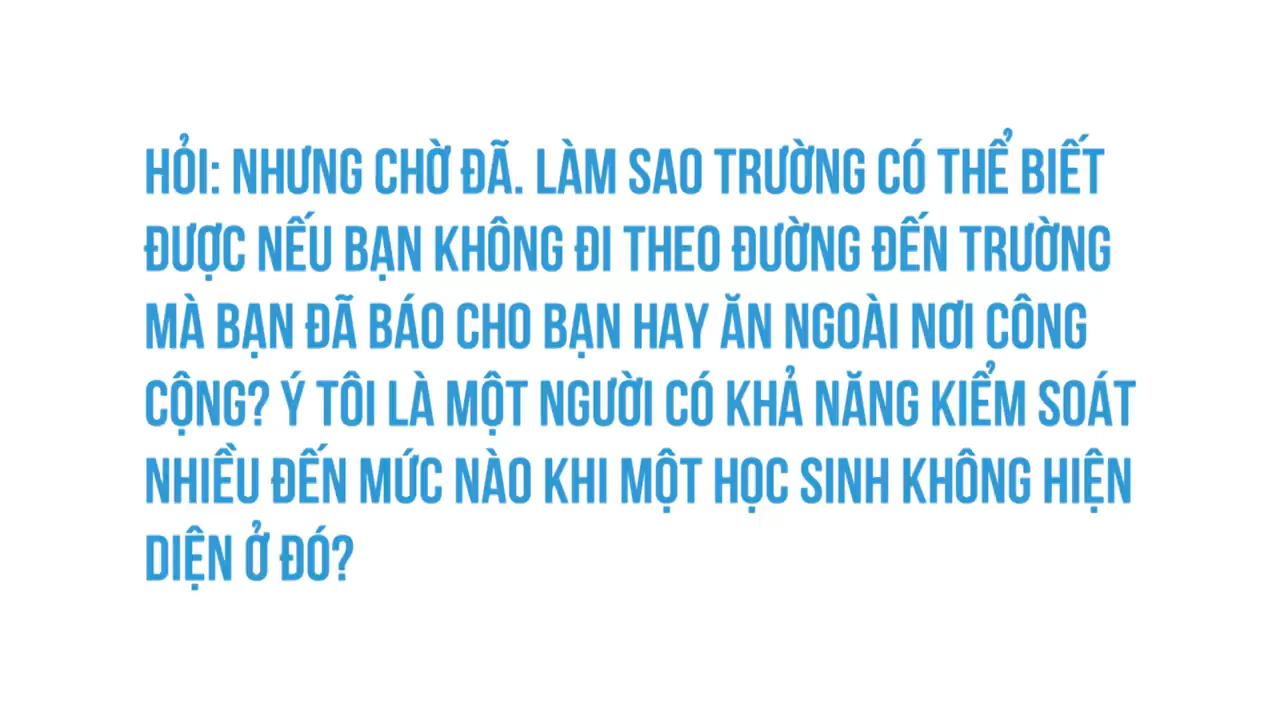 HỎI: NHƯNG CHỜ ĐÃ. LÀM SAO TRƯỜNG CÓ THỂ BIẾT
ĐƯỢC NẾU BẠN KHÔNG ĐI THEO ĐƯỜNG ĐẾN TRƯỜNG
MÀ BẠN ĐÃ BÁO CHO BẠN HAY ĂN NGOÀI NƠI CÔNG
CỘNG? Ý TÔI LÀ MỘT NGƯỜI CÓ KHẢ NĂNG KIỂM SOÁT
NHIỀU ĐẾN MỨC NÀO KHI MỘT HỌC SINH KHÔNG HIỆN
DIỆN Ở ĐÓ?